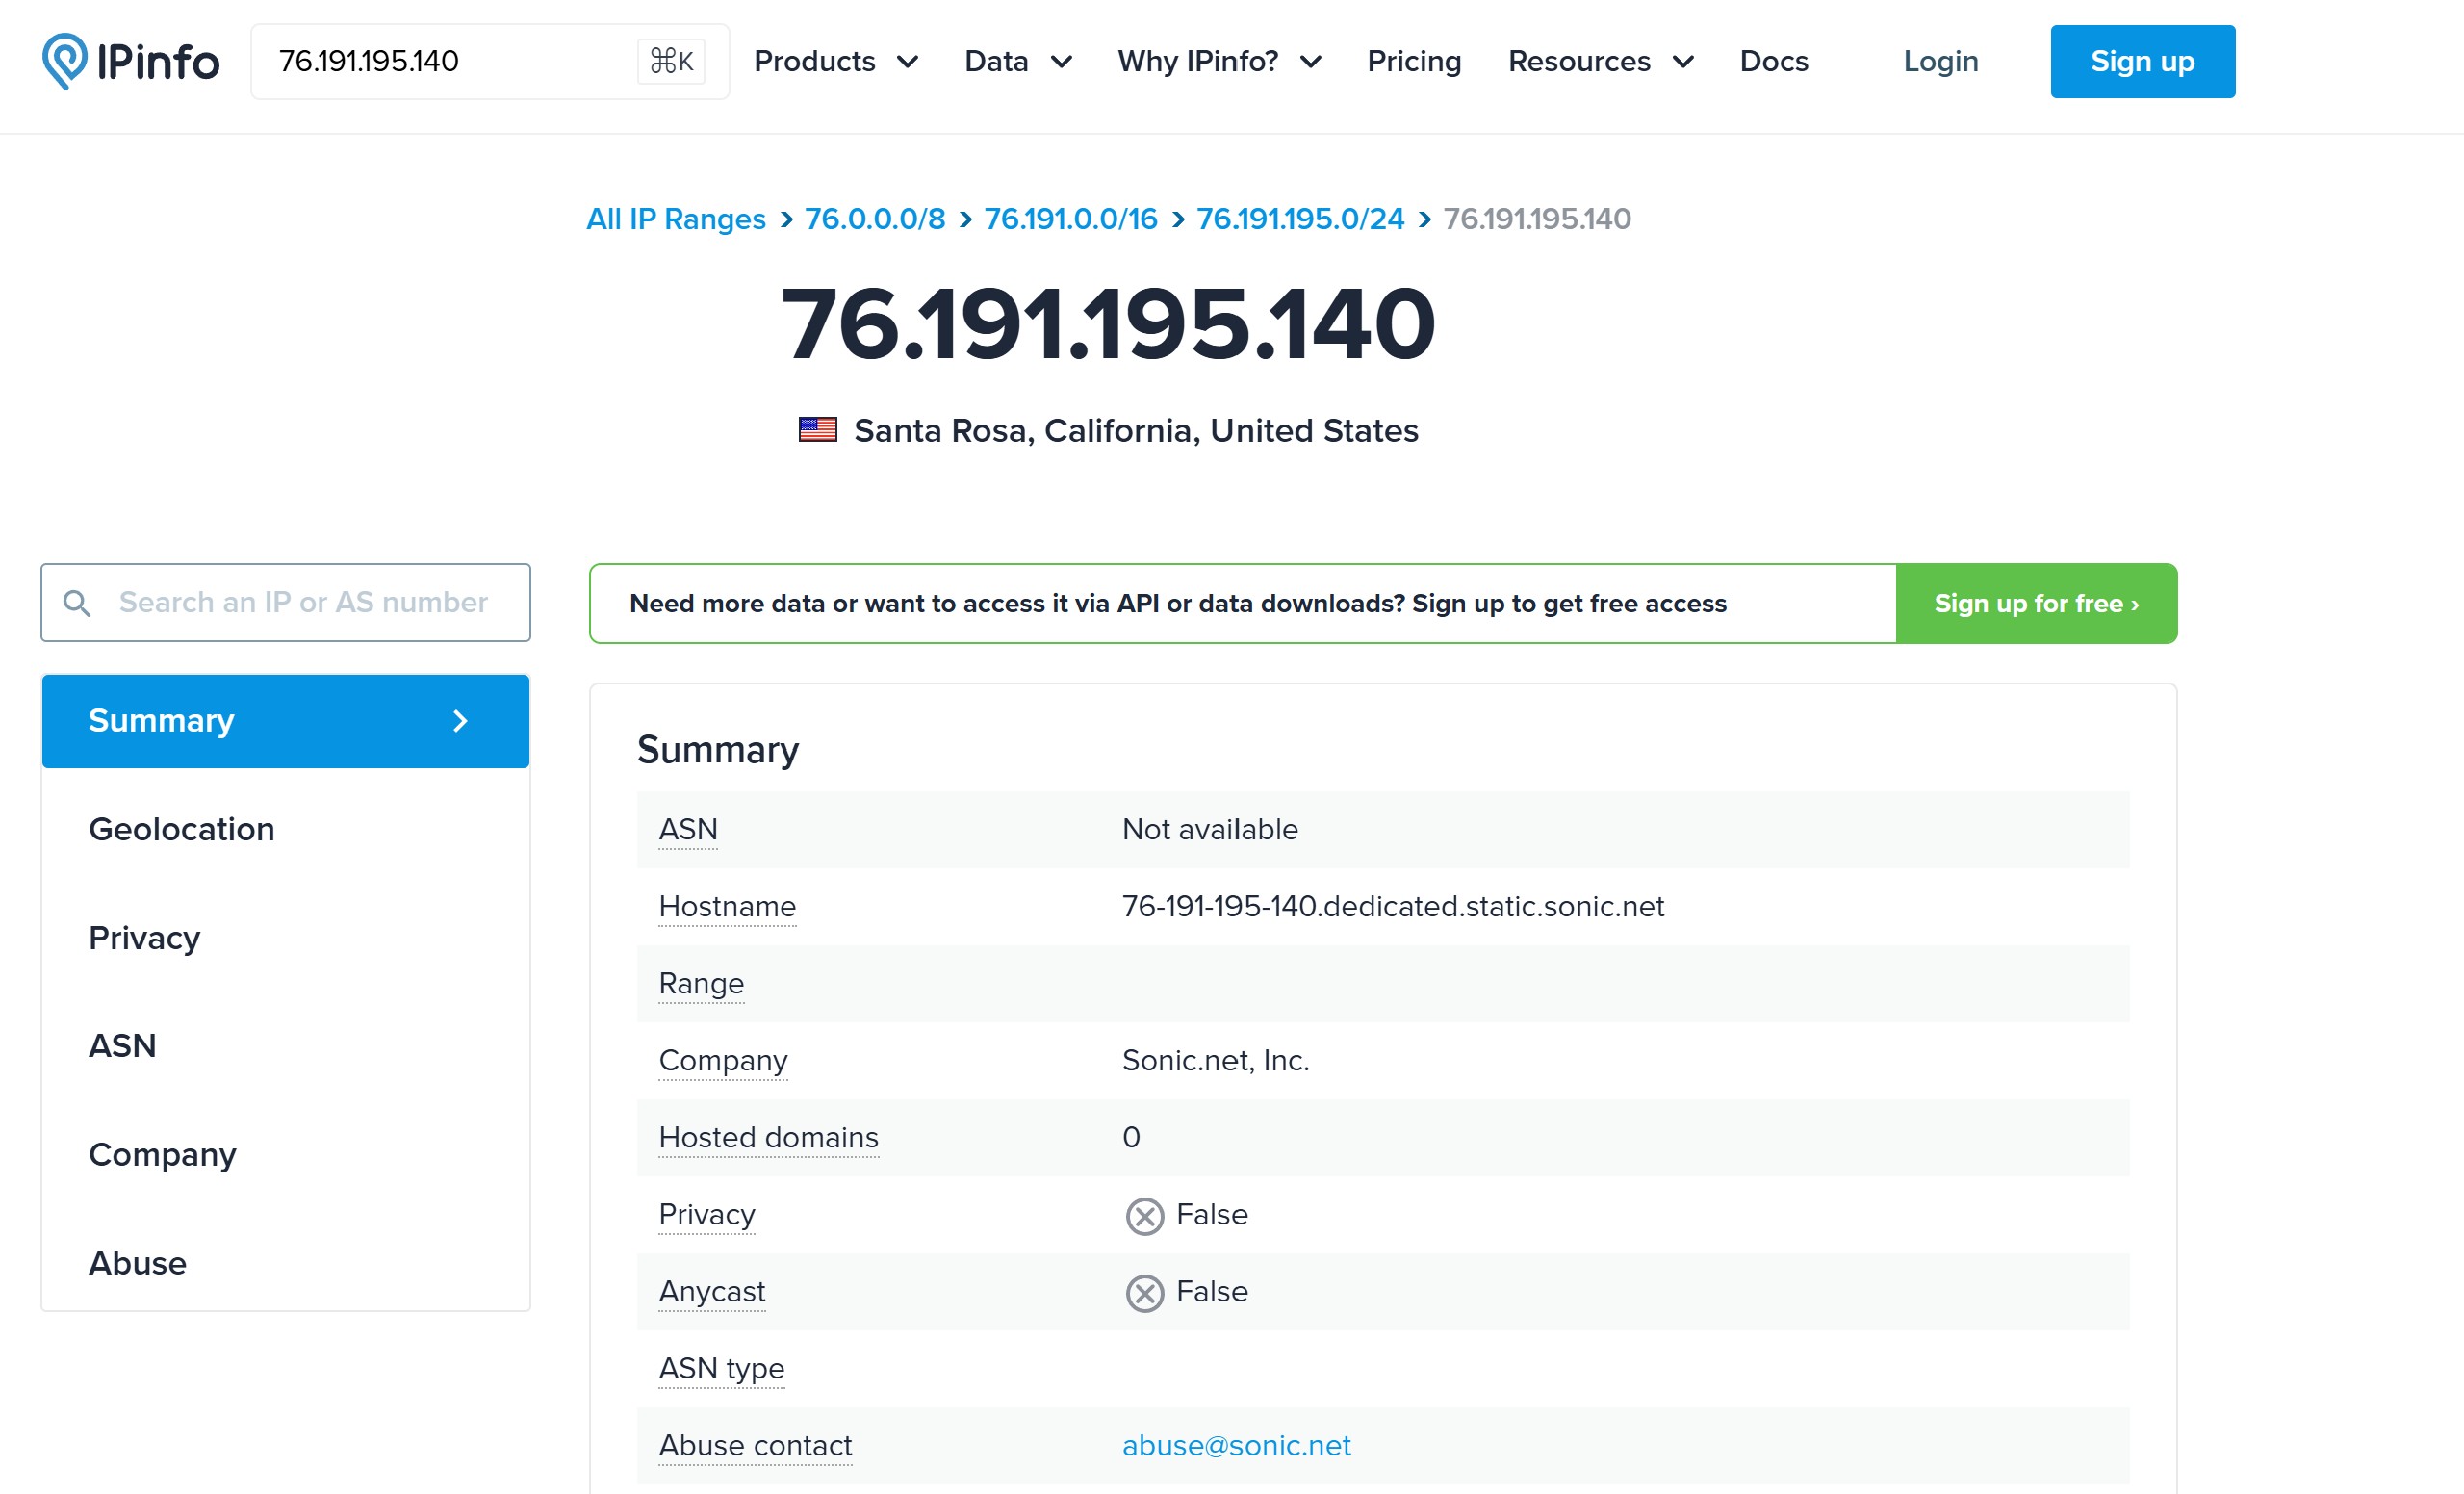 IPinfo 76.191.195.140 ⌘K Products Data Why IPinfo? Pricing Resources Docs Login Sign up
All IP Ranges > 76.0.0.0/8 > 76.191.0.0/16 > 76.191.195.0/24 > 76.191.195.140
76.191.195.140
Santa Rosa, California, United States
Search an IP or AS number
Need more data or want to access it via API or data downloads? Sign up to get free access Sign up for free ›
Summary
Geolocation
Privacy
ASN
Company
Abuse
Summary
ASN Not available
Hostname 76-191-195-140.dedicated.static.sonic.net
Range
Company Sonic.net, Inc.
Hosted domains 0
Privacy False
Anycast False
ASN type
Abuse contact abuse@sonic.net